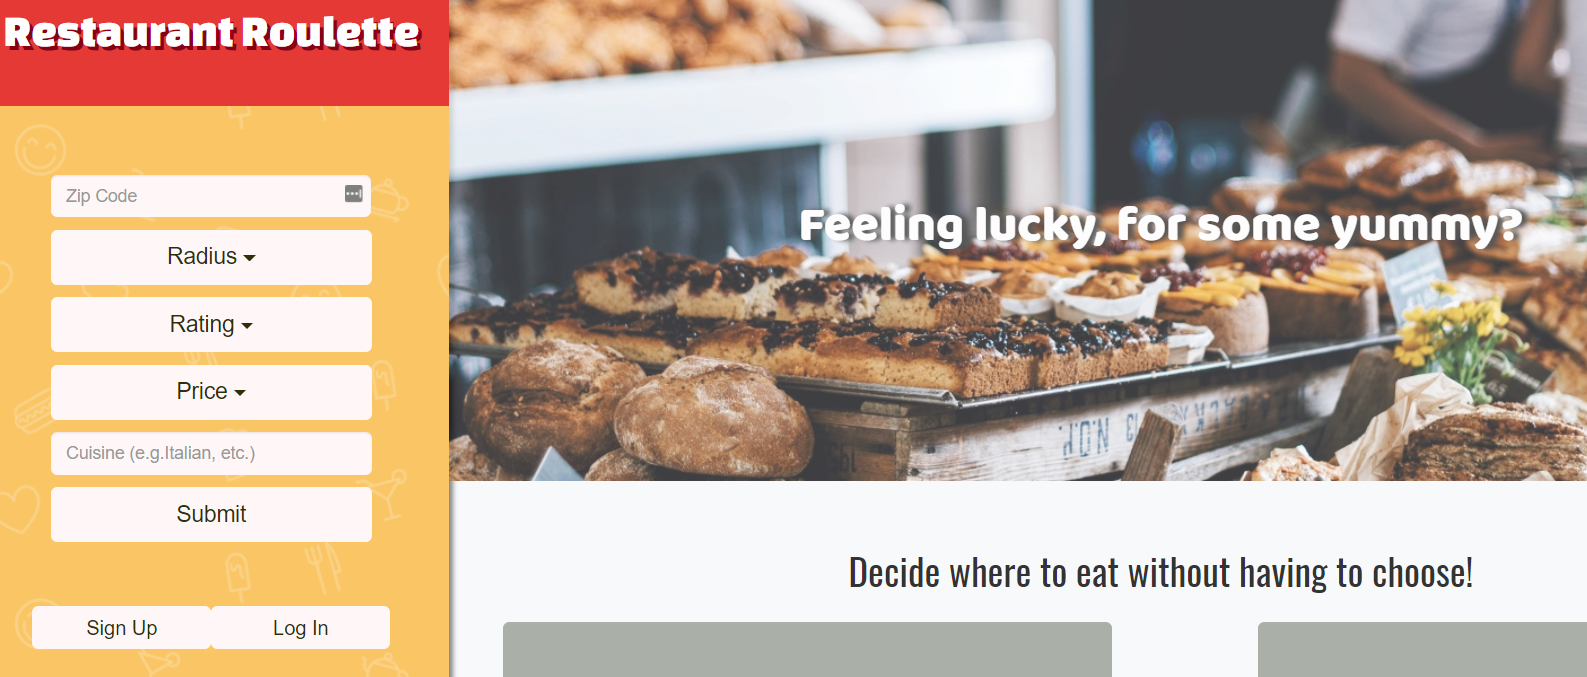 Restaurant Roulette
Zip Code
Radius
Rating
Price
Cuisine (e.g.Italian, etc.)
Submit
Sign Up
Log In
Feeling lucky, for some yummy?
Decide where to eat without having to choose!